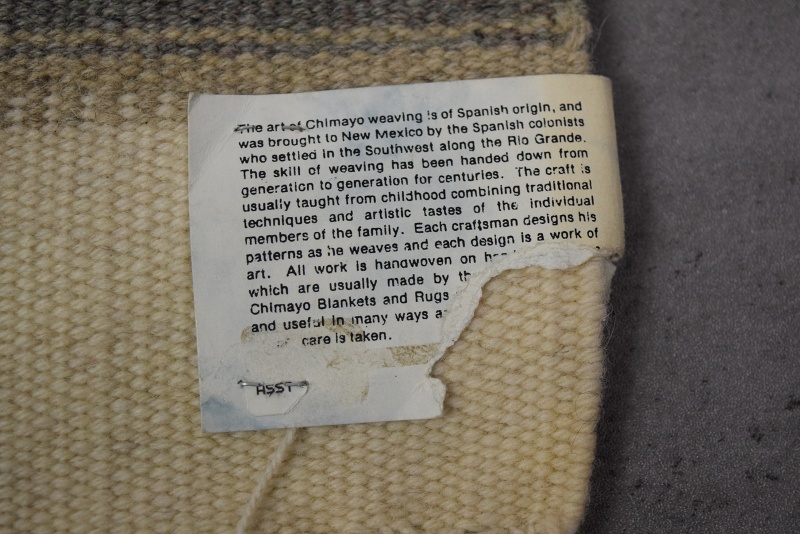 The art of Chimayo weaving is of Spanish origin, and
was brought to New Mexico by the Spanish colonists
who settled in the Southwest along the Rio Grande.
The skill of weaving has been handed down from
generation to generation for centuries. The craft is
usually taught from childhood combining traditional
techniques and artistic tastes of the individual
members of the family. Each craftsman designs his
patterns as he weaves and each design is a work of
art. All work is handwoven on
which are usually made by
Chimayo Blankets and Rugs
and useful in many ways
care is taken.
ASST